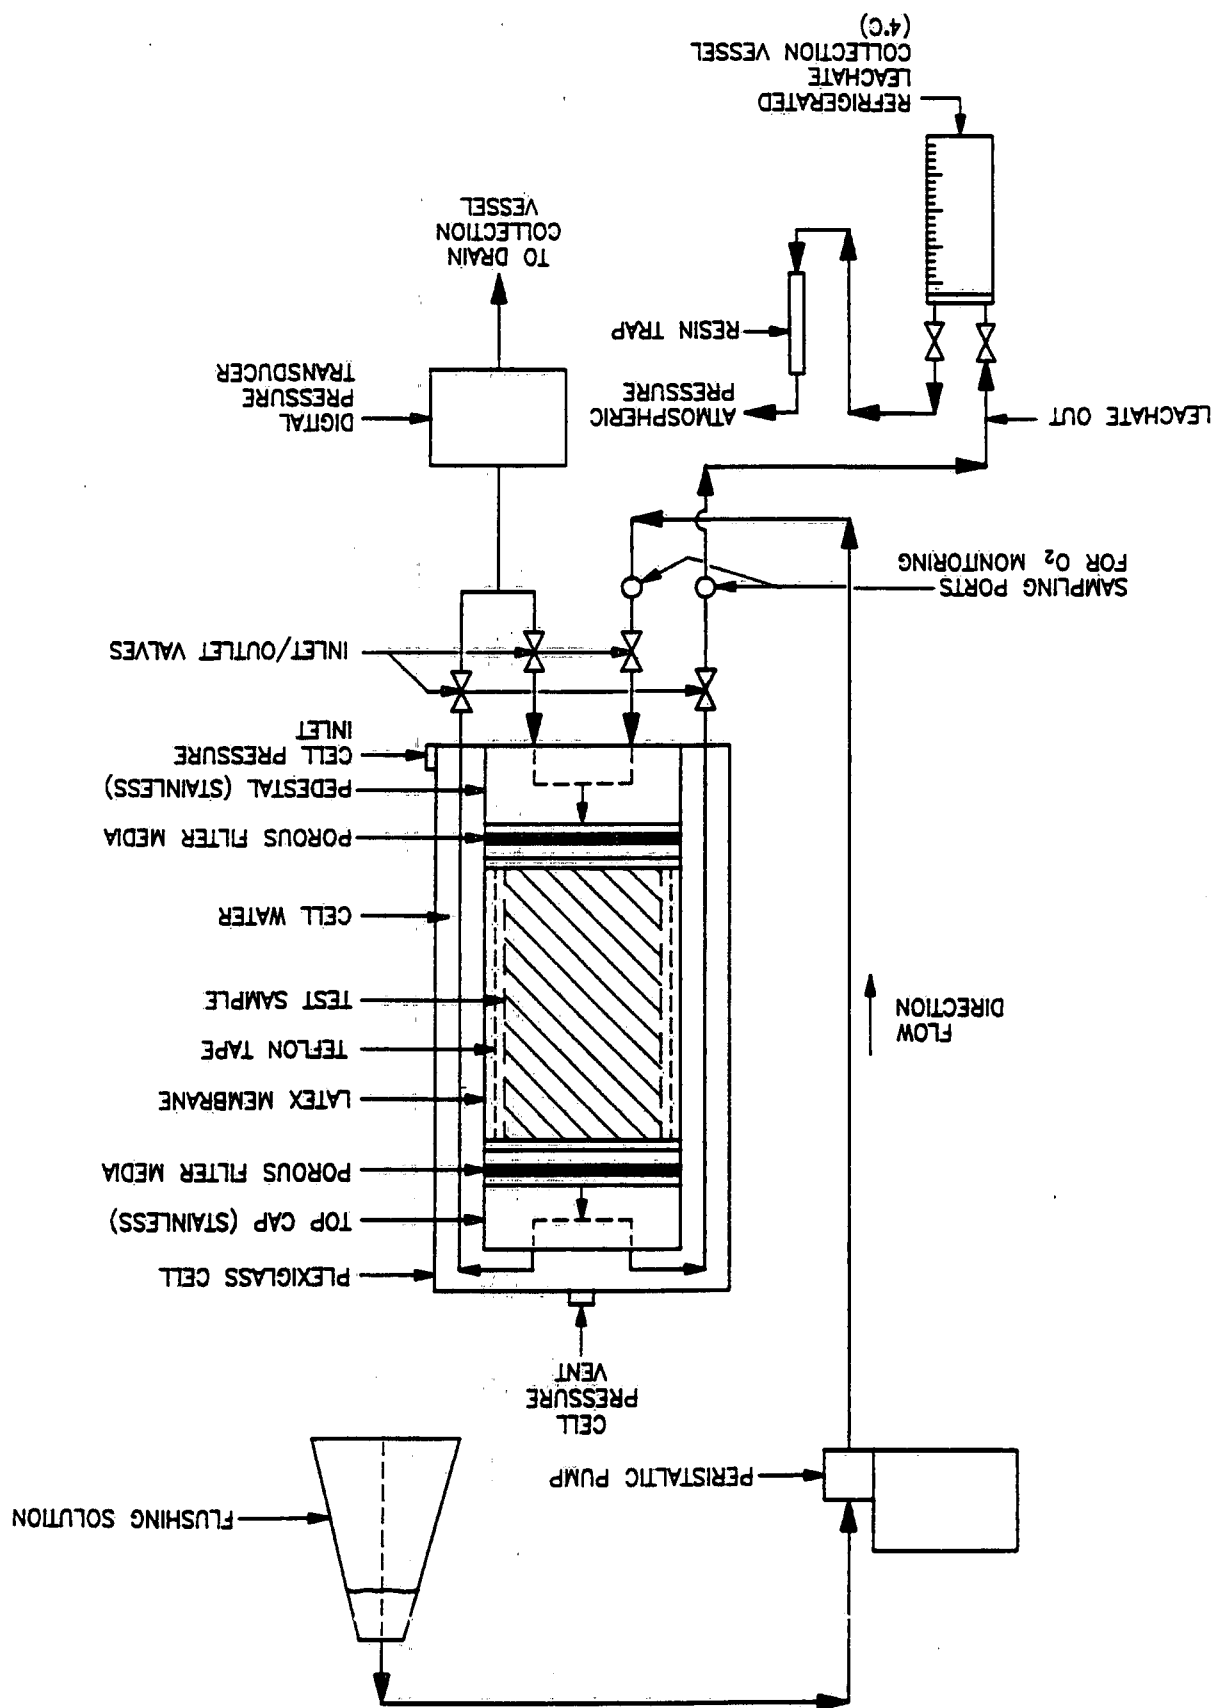 FLUSHING SOLUTION
PERISTALTIC PUMP
CELL
PRESSURE
VENT
PLEXIGLASS CELL
TOP CAP (STAINLESS)
POROUS FILTER MEDIA
LATEX MEMBRANE
TEFLON TAPE
TEST SAMPLE
FLOW
DIRECTION
CELL WATER
POROUS FILTER MEDIA
PEDESTAL (STAINLESS)
CELL PRESSURE
INLET
INLET/OUTLET VALVES
SAMPLING PORTS
FOR O₂ MONITORING
LEACHATE OUT
DIGITAL
PRESSURE
TRANSDUCER
ATMOSPHERIC
PRESSURE
RESIN TRAP
TO DRAIN
COLLECTION
VESSEL
REFRIGERATED
LEACHATE
COLLECTION VESSEL
(4°C)